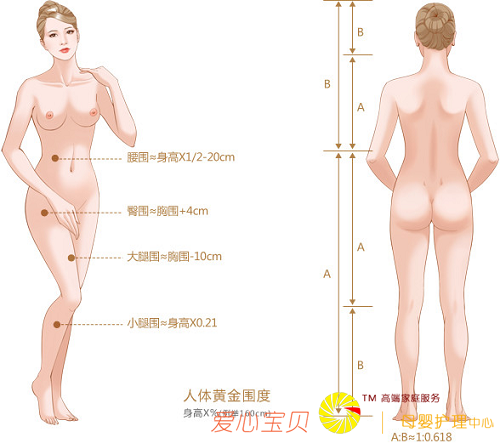 B
B
A
腰围≈身高X1/2-20cm
臀围≈胸围+4cm
大腿围≈胸围-10cm
A
A
小腿围≈身高X0.21
B
人体黄金围度
TM 高端家庭服务
身高X%
160cm)
爱心宝贝
母婴护理中心
A:B≈1:0.618